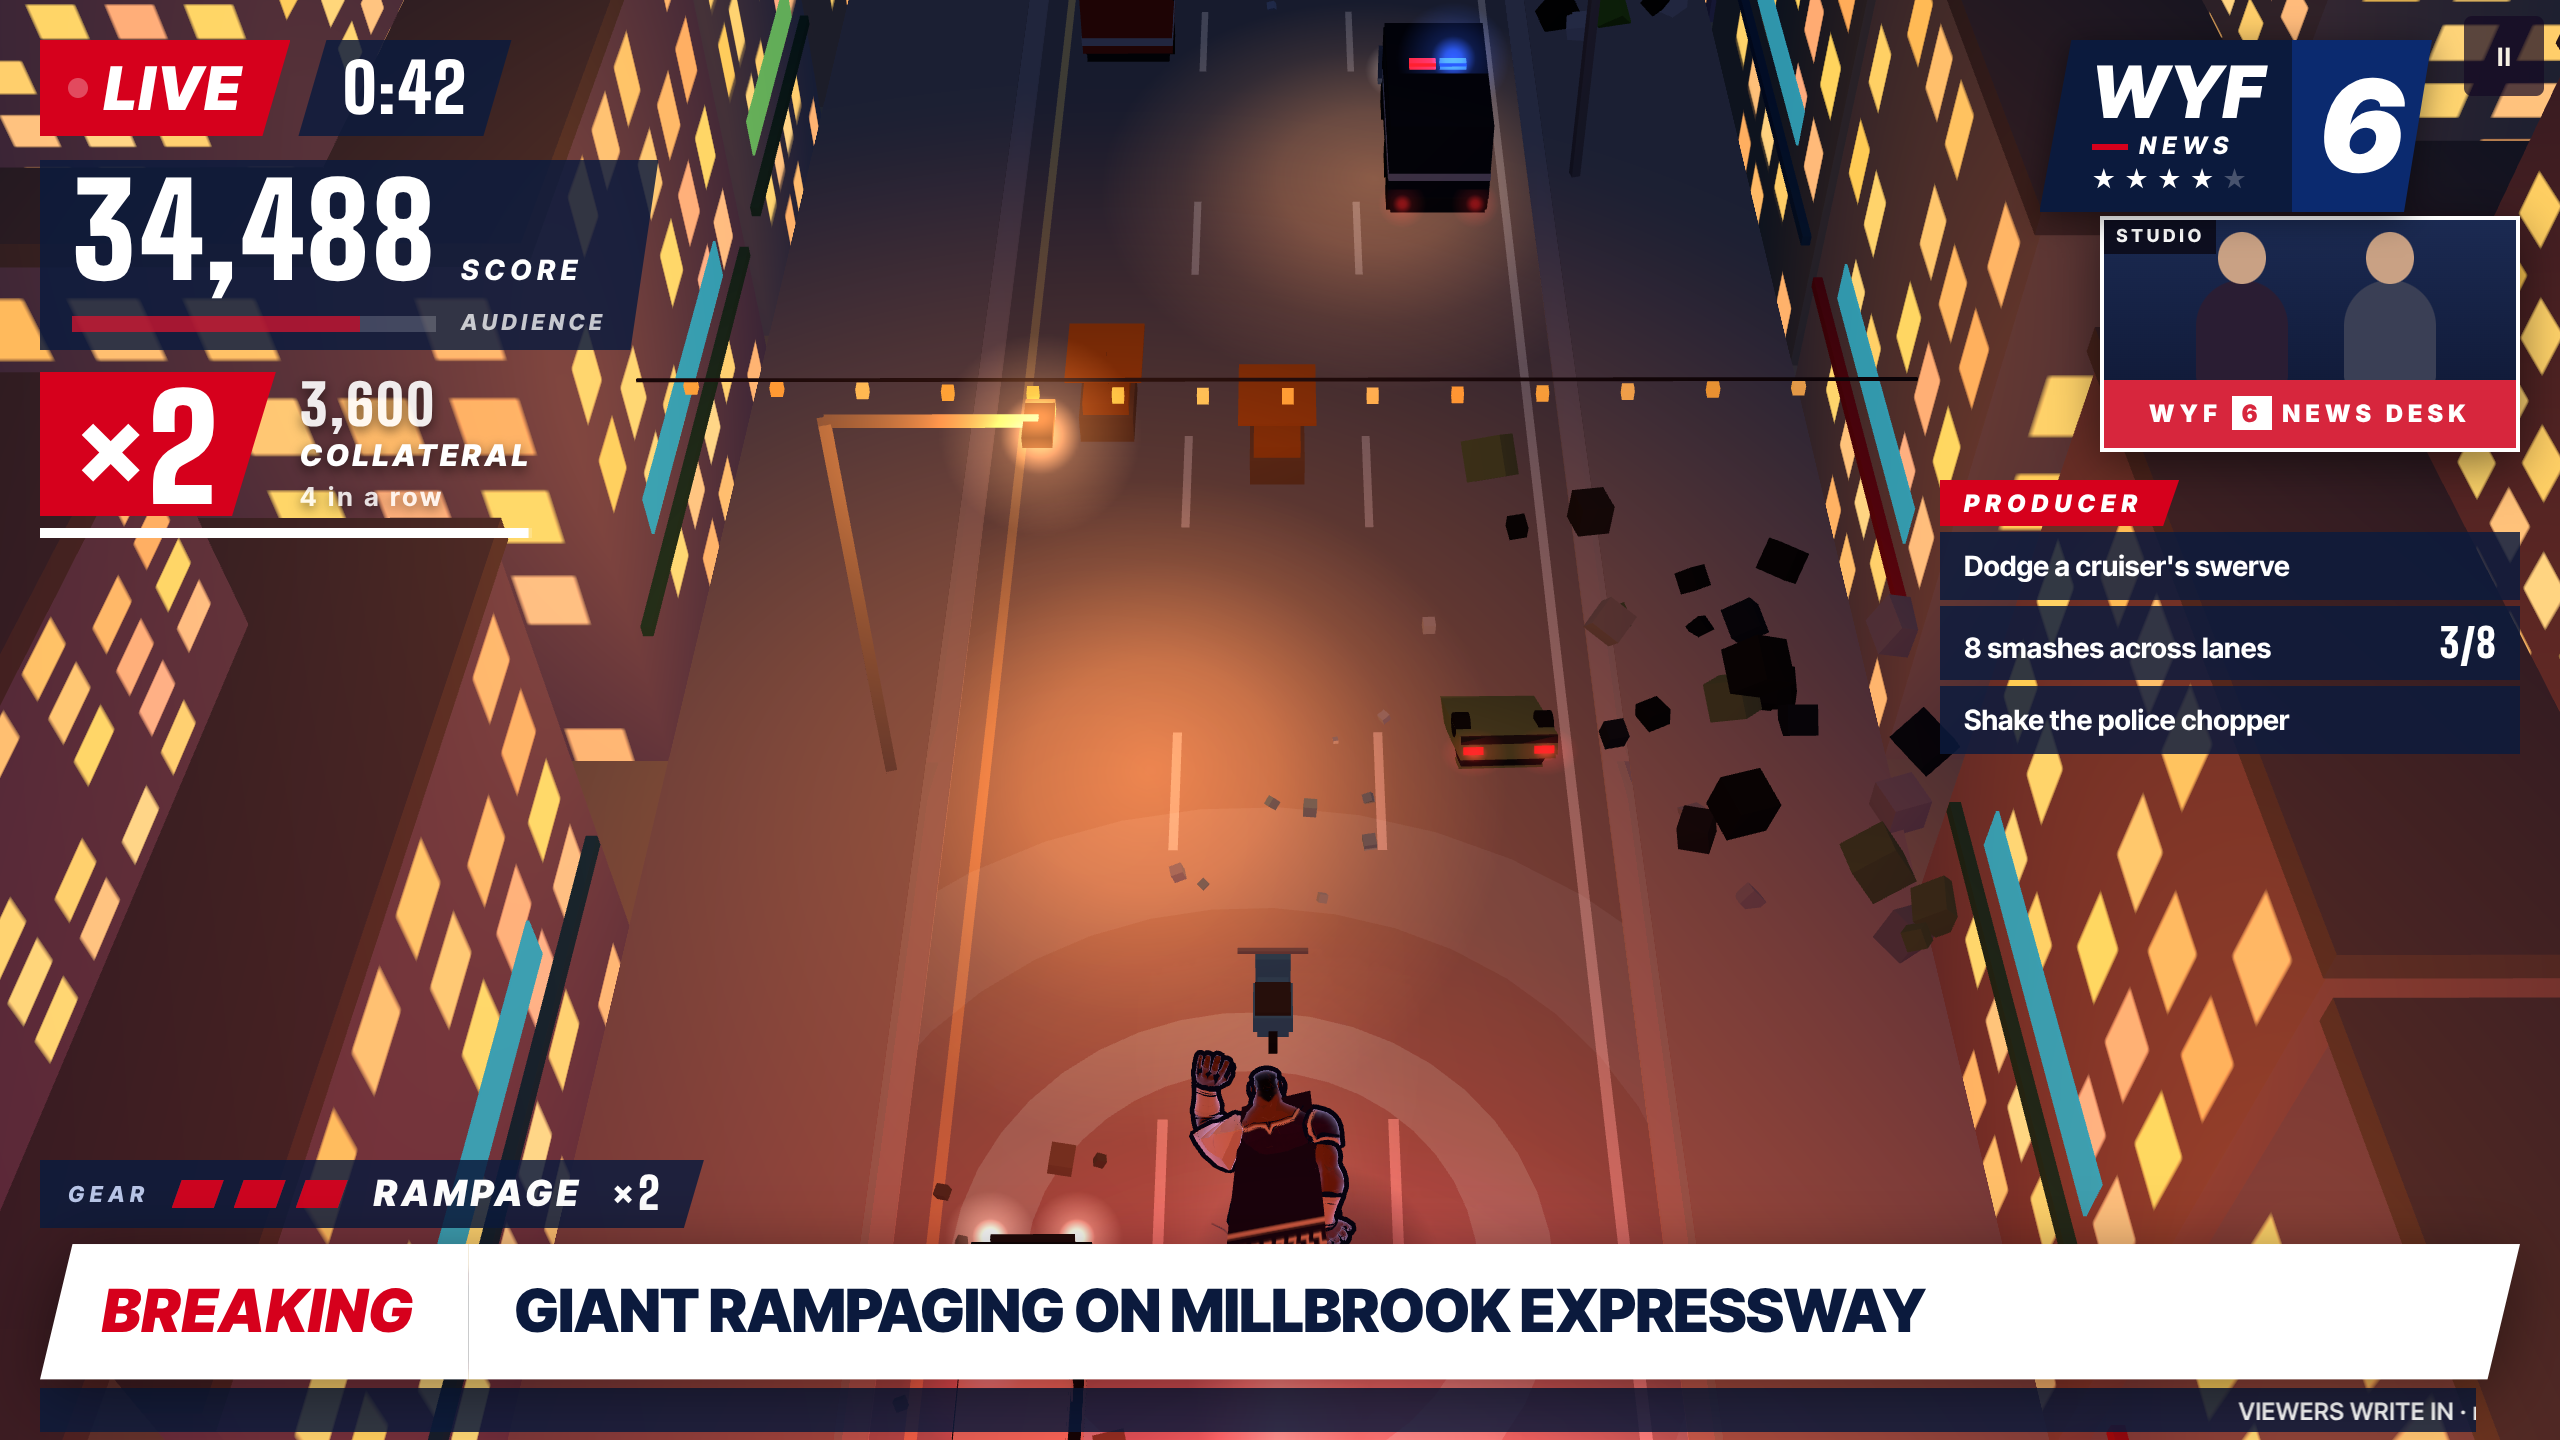 LIVE
0:42
34,488 SCORE
AUDIENCE
×2
3,600
COLLATERAL
4 in a row
WYF
NEWS
6
STUDIO
WYF 6 NEWS DESK
PRODUCER
Dodge a cruiser's swerve
8 smashes across lanes 3/8
Shake the police chopper
GEAR RAMPAGE ×2
BREAKING
GIANT RAMPAGING ON MILLBROOK EXPRESSWAY
VIEWERS WRITE IN ·